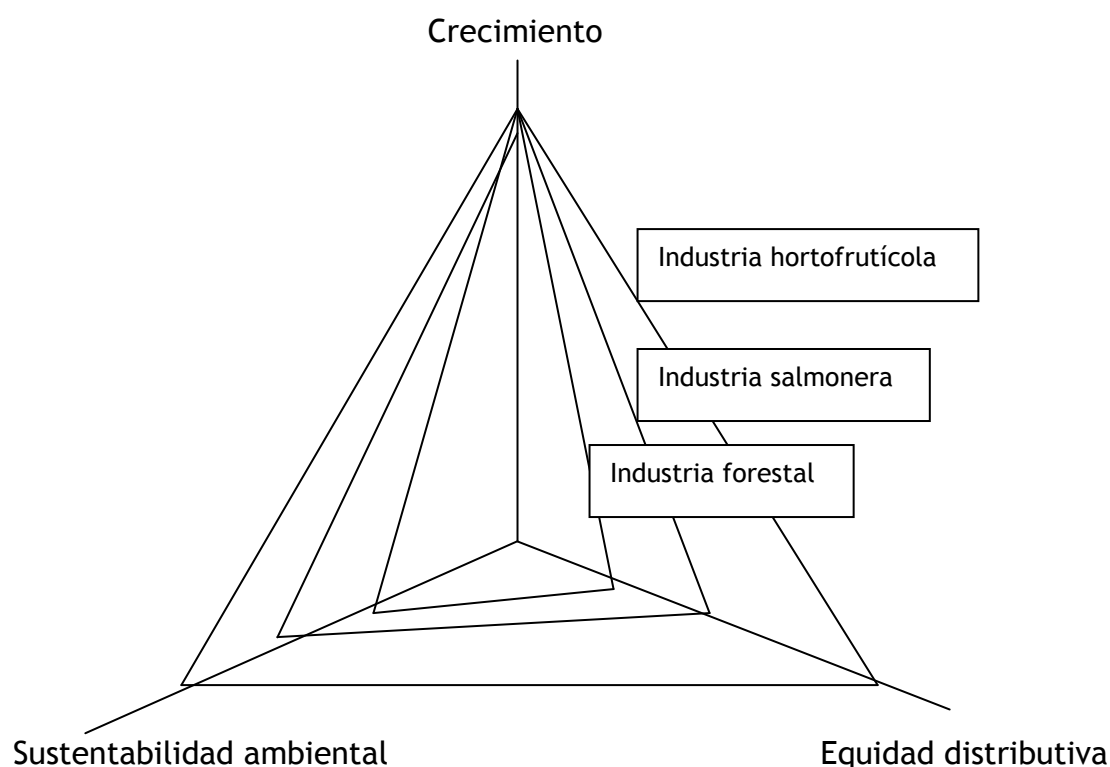 Crecimiento
Industria hortofrutícola
Industria salmonera
Industria forestal
Sustentabilidad ambiental
Equidad distributiva